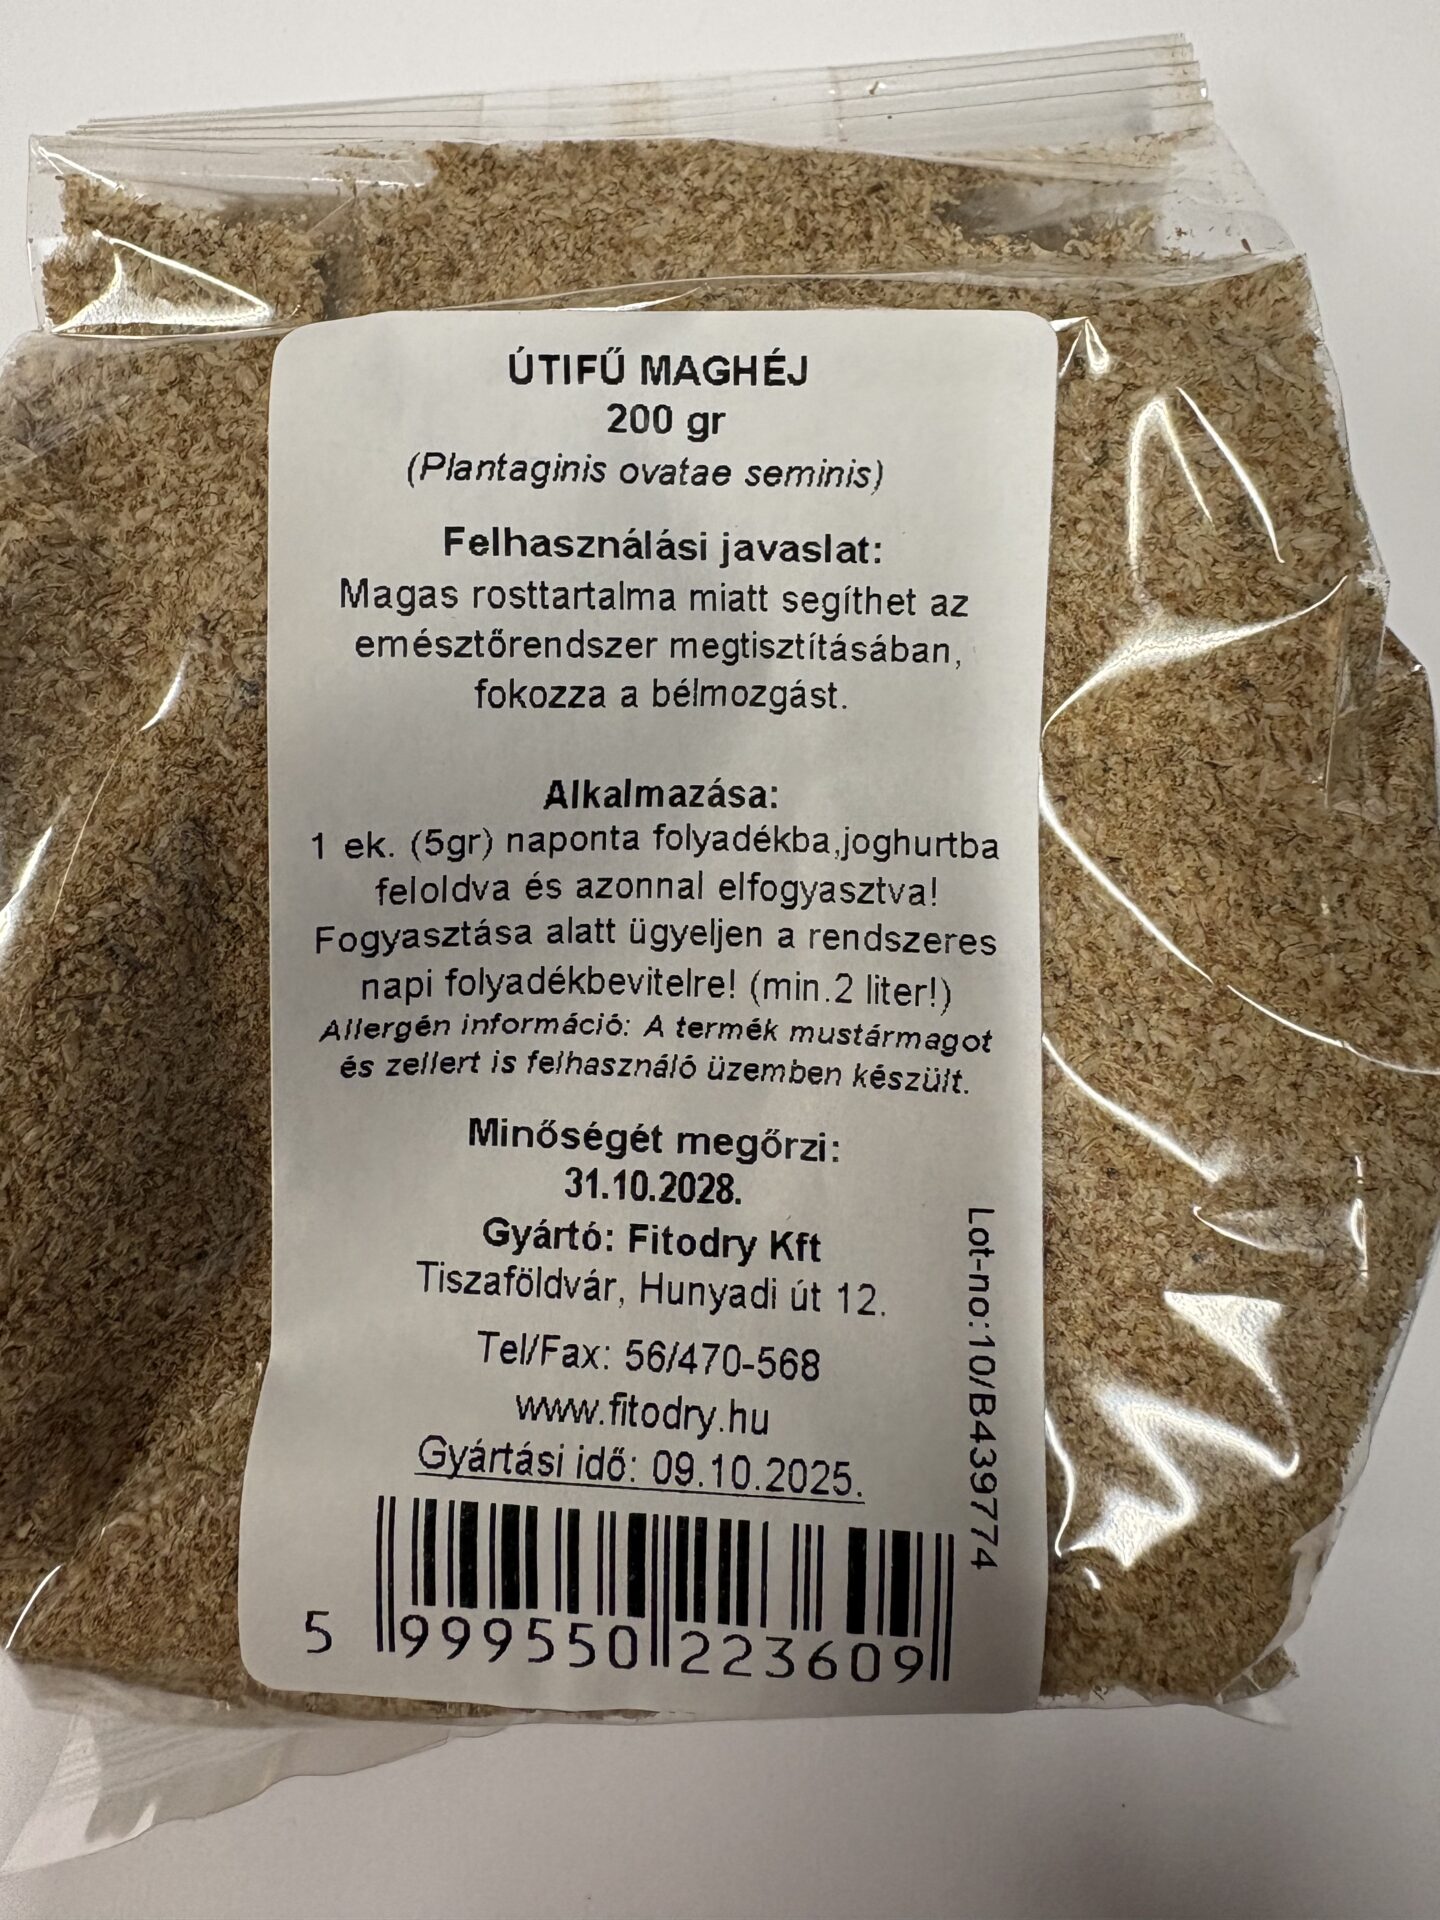 ÚTIFŰ MAGHÉJ
200 gr
(Plantaginis ovatae seminis)
Felhasználási javaslat:
Magas rosttartalma miatt segíthet az
emésztőrendszer megtisztításában,
fokozza a bélmozgást.
Alkalmazása:
1 ek. (5gr) naponta folyadékba,joghurtba
feloldva és azonnal elfogyasztva!
Fogyasztása alatt ügyeljen a rendszeres
napi folyadékbevitelre! (min.2 liter!)
Allergén információ: A termék mustármagot
és zellert is felhasználó üzemben készült.
Minőségét megőrzi:
31.10.2028.
Gyártó: Fitodry Kft
Tiszaföldvár, Hunyadi út 12.
Tel/Fax: 56/470-568
www.fitodry.hu
Gyártási idő: 09.10.2025.
Lot-no:10/B439774
5 999550 223609